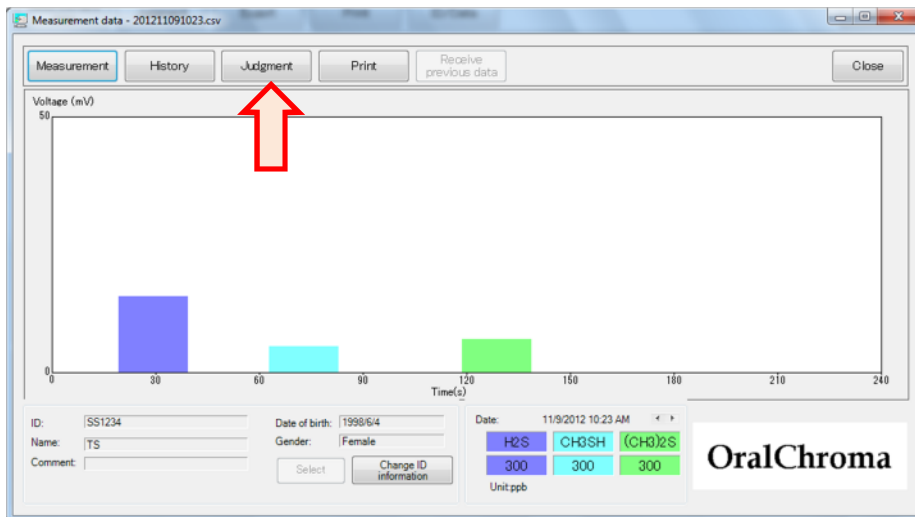 Measurement data - 201211091023.csv
Measurement
History
Judgment
Print
Receive
previous data
Close
Voltage (mV)
50
0
0 30 60 90 120 150 180 210 240
Time(s)
ID: SS1234
Name: TS
Comment:
Date of birth: 1998/6/4
Gender: Female
Select
Change ID
information
Date: 11/9/2012 10:23 AM
H2S CH3SH (CH3)2S
300 300 300
Unit:ppb
OralChroma